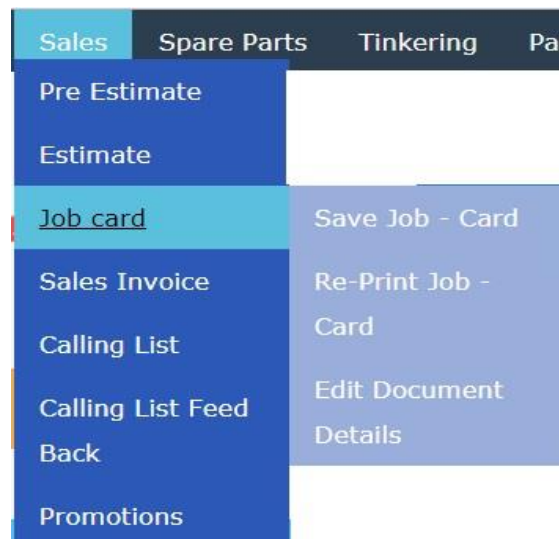 Sales Spare Parts Tinkering Pa
Pre Estimate
Estimate
Job card
Save Job - Card
Sales Invoice
Re-Print Job -
Card
Calling List
Calling List Feed
Back
Edit Document
Details
Promotions